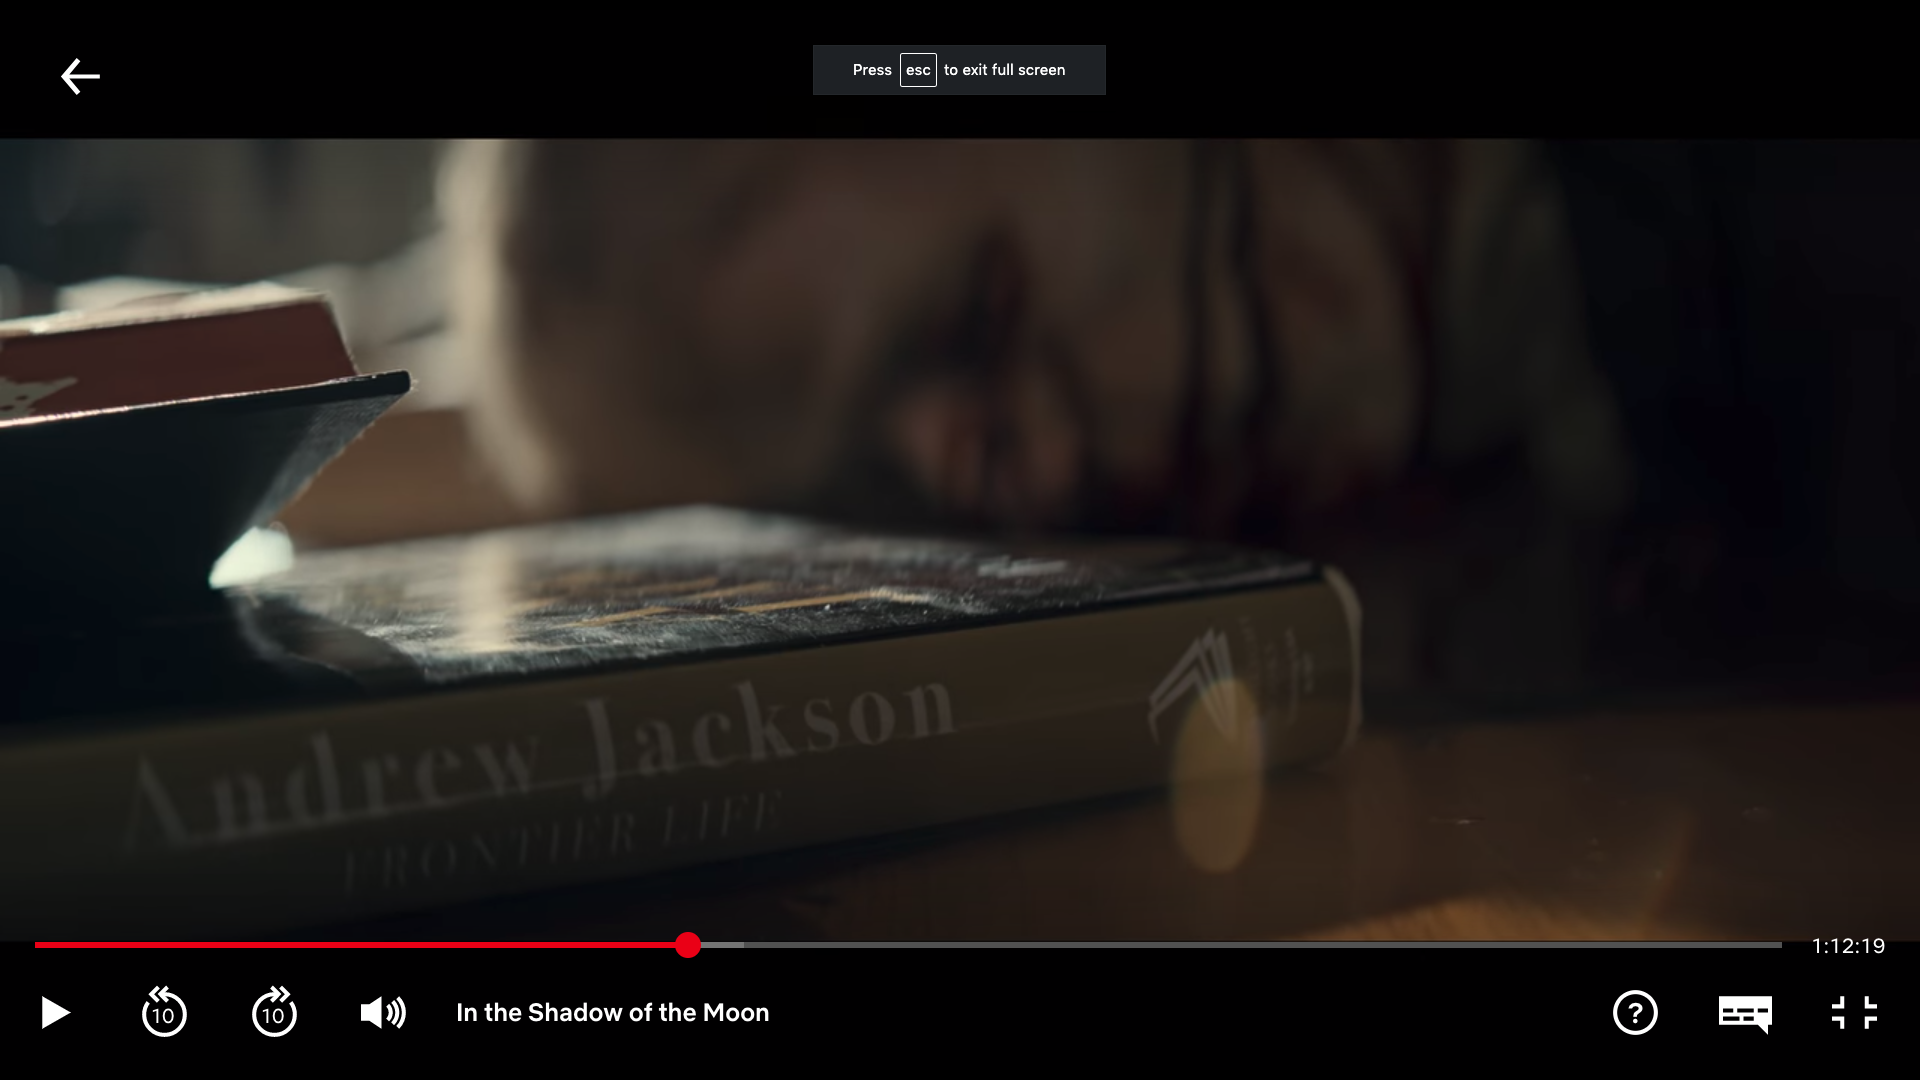 Press esc to exit full screen
Andrew Jackson
FRONTIER LIFE
1:12:19
10
10
In the Shadow of the Moon
?